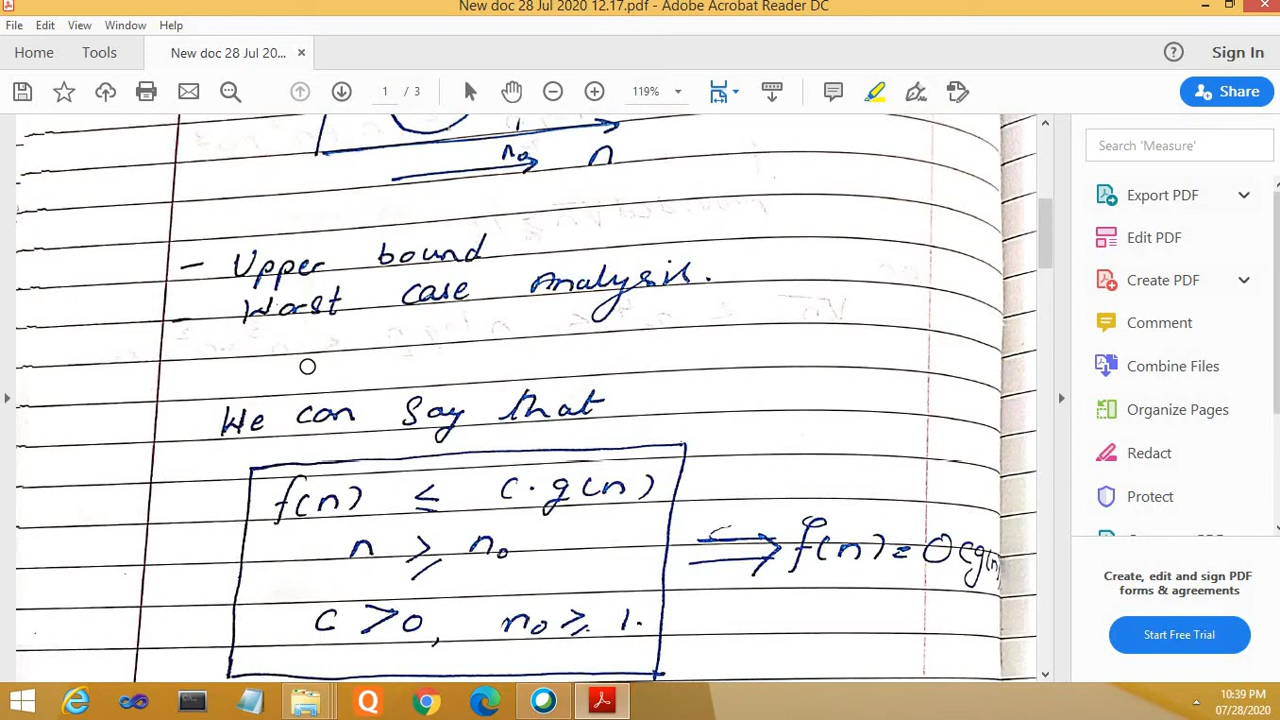 New doc 28 Jul 2020 12.17.pdf - Adobe Acrobat Reader DC
File Edit View Window Help
Home Tools New doc 28 Jul 20... × Sign In
1 / 3 119% Share
Search 'Measure'
Export PDF
Edit PDF
Create PDF
Comment
Combine Files
Organize Pages
Redact
Protect
Create, edit and sign PDF
forms & agreements
Start Free Trial
n₀ n
- Upper bound
- Worst case Analysis.
We can say that
f(n) ≤ c·g(n)
n ≥ n₀
c > 0, n₀ ≥ 1.
⇒ f(n) = O(g(n)
10:39 PM
07/28/2020